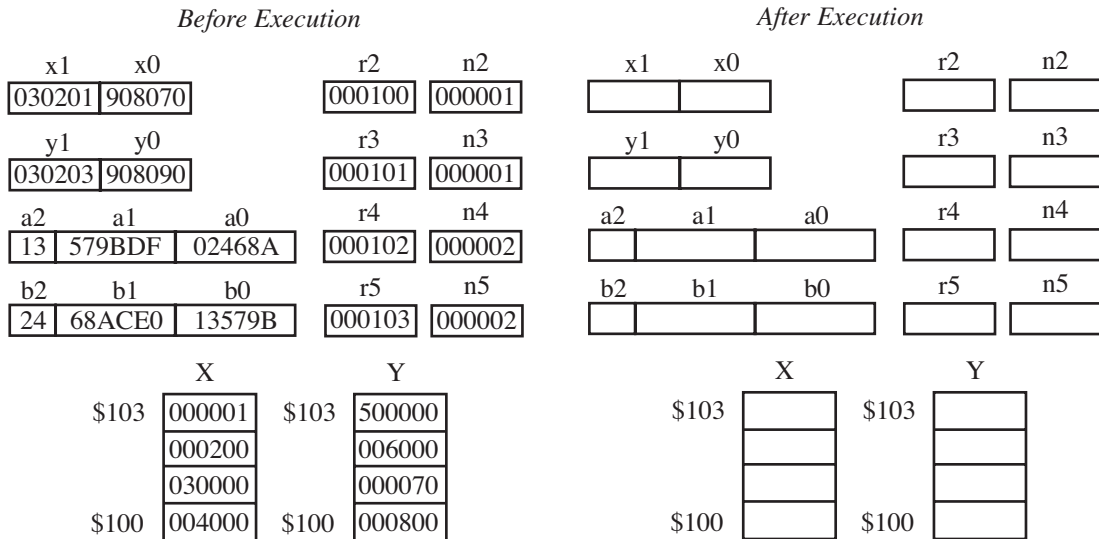 Before Execution After Execution
x1 x0 r2 n2 x1 x0 r2 n2
030201 908070 000100 000001
y1 y0 r3 n3 y1 y0 r3 n3
030203 908090 000101 000001
a2 a1 a0 r4 n4 a2 a1 a0 r4 n4
13 579BDF 02468A 000102 000002
b2 b1 b0 r5 n5 b2 b1 b0 r5 n5
24 68ACE0 13579B 000103 000002
X Y X Y
$103 000001 $103 500000 $103 $103
000200 006000
030000 000070
$100 004000 $100 000800 $100 $100